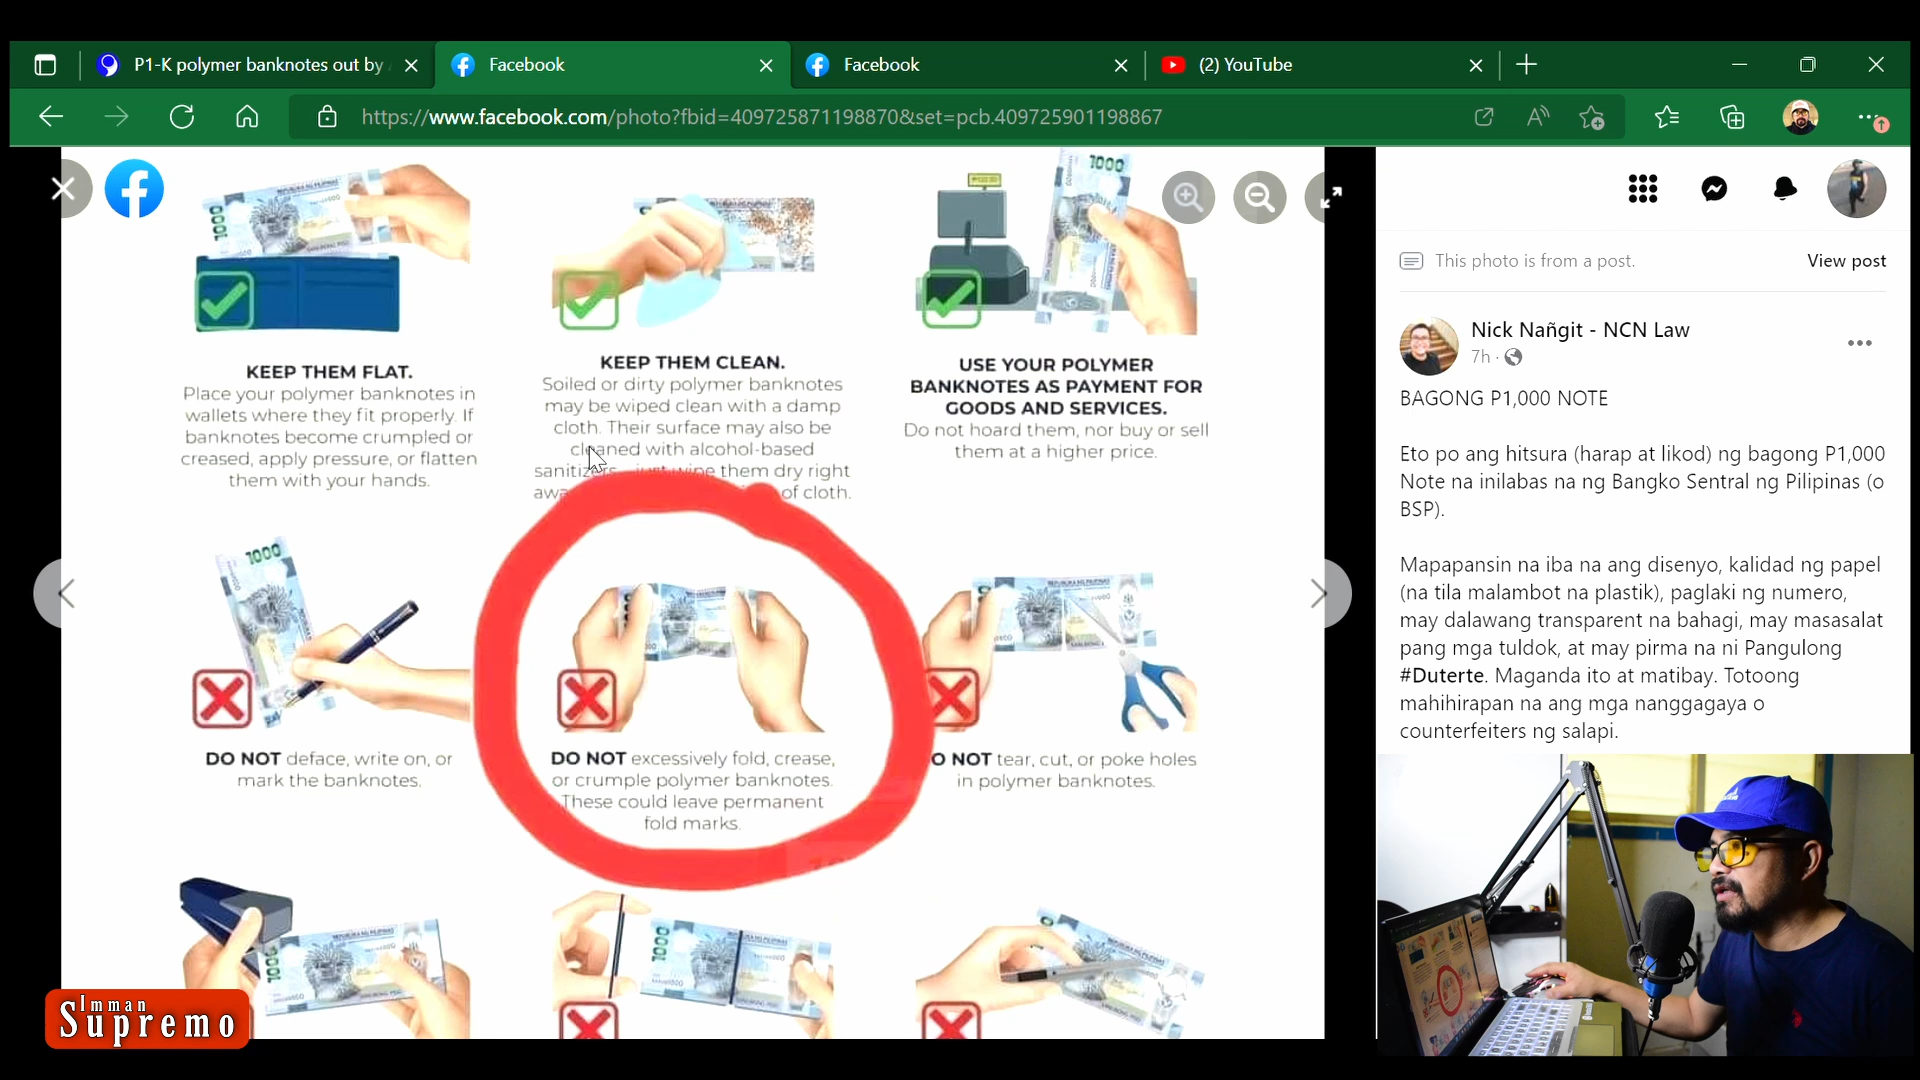 P1-K polymer banknotes out by
Facebook
Facebook
(2) YouTube
https://www.facebook.com/photo?fbid=409725871198870&set=pcb.409725901198867
KEEP THEM FLAT.
Place your polymer banknotes in
wallets where they fit properly. If
banknotes become crumpled or
creased, apply pressure, or flatten
them with your hands.
KEEP THEM CLEAN.
Soiled or dirty polymer banknotes
may be wiped clean with a damp
cloth. Their surface may also be
cleaned with alcohol-based
just wipe them dry right
of cloth.
1000
USE YOUR POLYMER
BANKNOTES AS PAYMENT FOR
GOODS AND SERVICES.
Do not hoard them, nor buy or sell
them at a higher price.
1000
DO NOT deface, write on, or
mark the banknotes.
DO NOT excessively fold, crease,
or crumple polymer banknotes.
These could leave permanent
fold marks.
O NOT tear, cut, or poke holes
in polymer banknotes.
1000
Imman
Supremo
This photo is from a post.
View post
Nick Nañgit - NCN Law
7h
BAGONG P1,000 NOTE
Eto po ang hitsura (harap at likod) ng bagong P1,000
Note na inilabas na ng Bangko Sentral ng Pilipinas (o
BSP).
Mapapansin na iba na ang disenyo, kalidad ng papel
(na tila malambot na plastik), paglaki ng numero,
may dalawang transparent na bahagi, may masasalat
pang mga tuldok, at may pirma na ni Pangulong
#Duterte. Maganda ito at matibay. Totoong
mahihirapan na ang mga nanggagaya o
counterfeiters ng salapi.